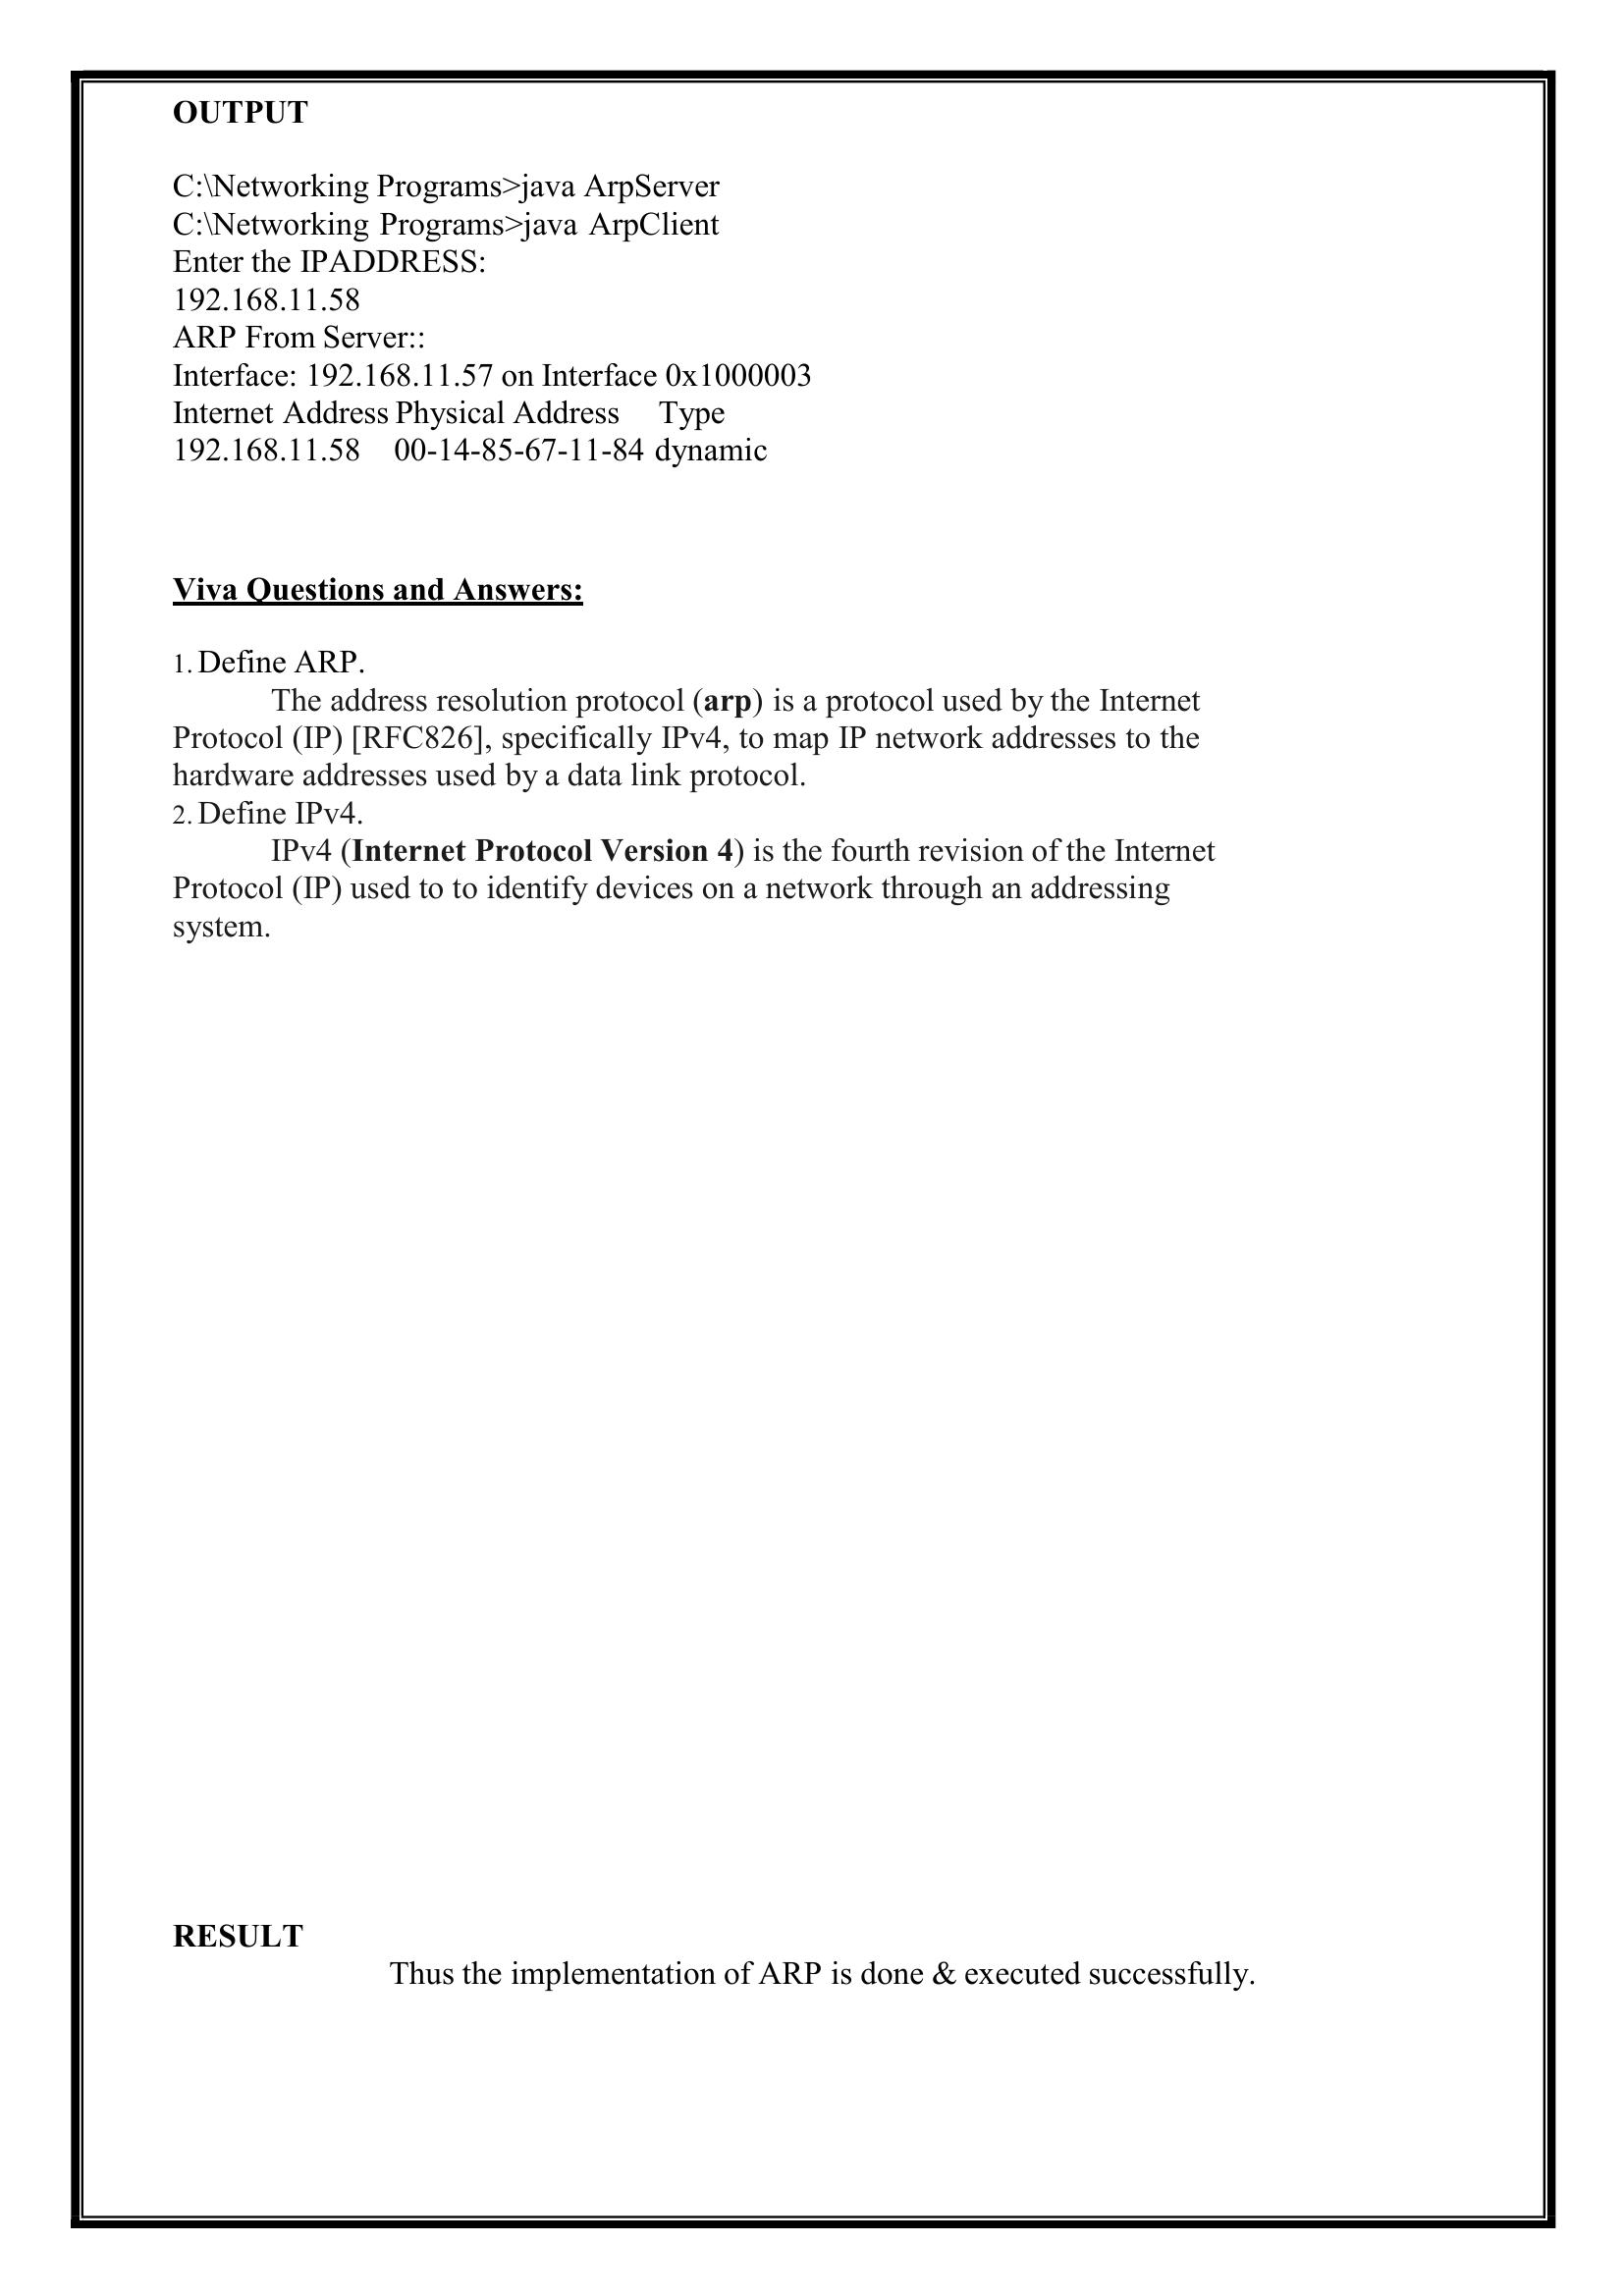 OUTPUT
C:\Networking Programs>java ArpServer
C:\Networking Programs>java ArpClient
Enter the IPADDRESS:
192.168.11.58
ARP From Server::
Interface: 192.168.11.57 on Interface 0x1000003
Internet Address Physical Address Type
192.168.11.58 00-14-85-67-11-84 dynamic
Viva Questions and Answers:
1. Define ARP.
The address resolution protocol (arp) is a protocol used by the Internet
Protocol (IP) [RFC826], specifically IPv4, to map IP network addresses to the
hardware addresses used by a data link protocol.
2. Define IPv4.
IPv4 (Internet Protocol Version 4) is the fourth revision of the Internet
Protocol (IP) used to to identify devices on a network through an addressing
system.
RESULT
Thus the implementation of ARP is done & executed successfully.